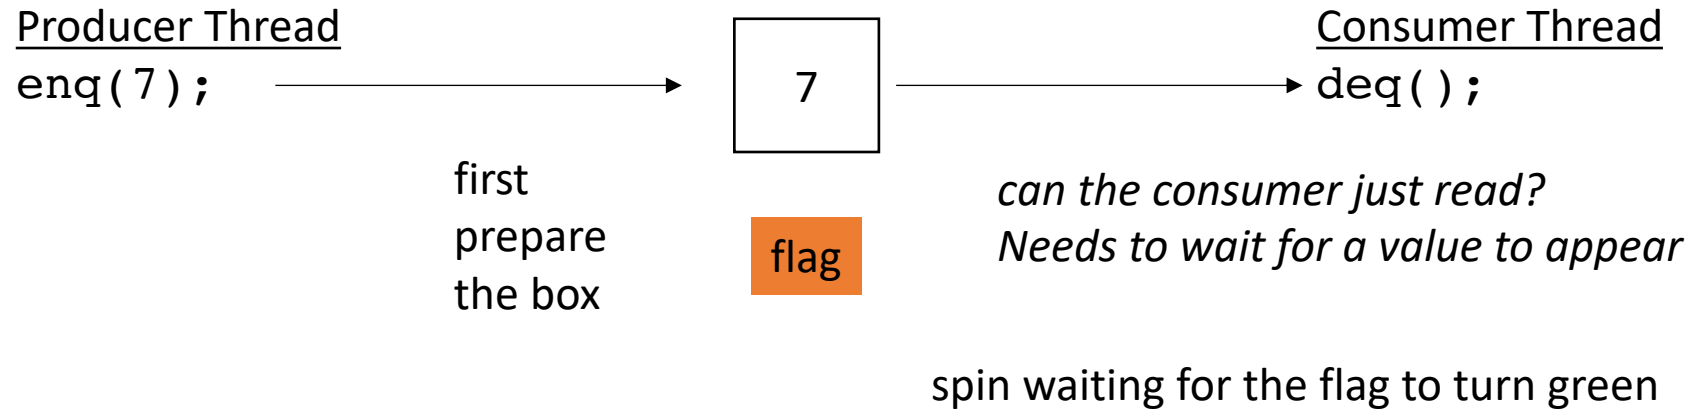 Producer Thread
enq(7);
first
prepare
the box
7
flag
Consumer Thread
deq();
can the consumer just read?
Needs to wait for a value to appear
spin waiting for the flag to turn green